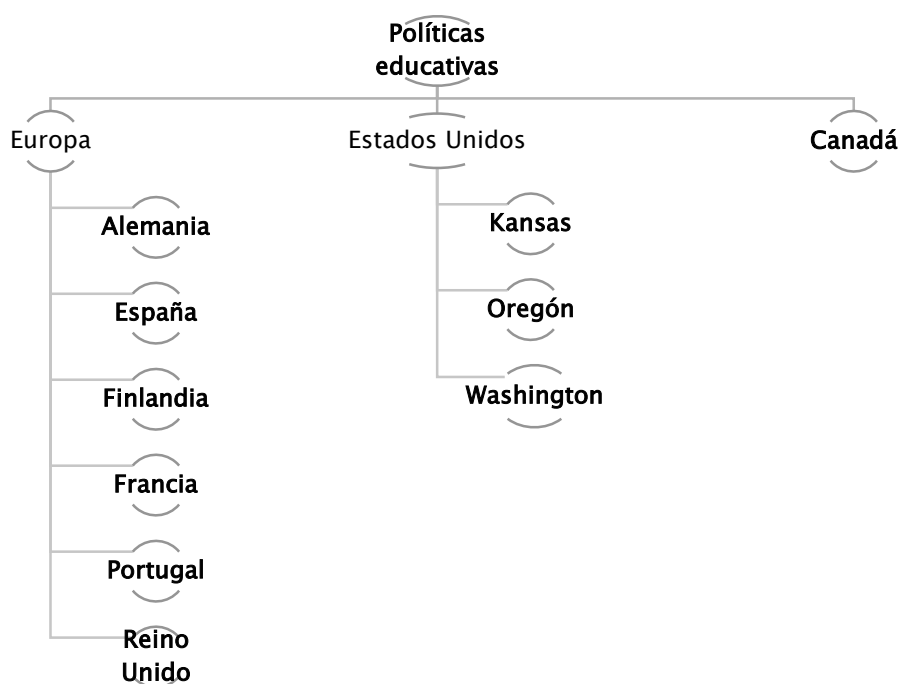 Políticas
educativas
Europa
Estados Unidos
Canadá
Alemania
España
Finlandia
Francia
Portugal
Reino
Unido
Kansas
Oregón
Washington